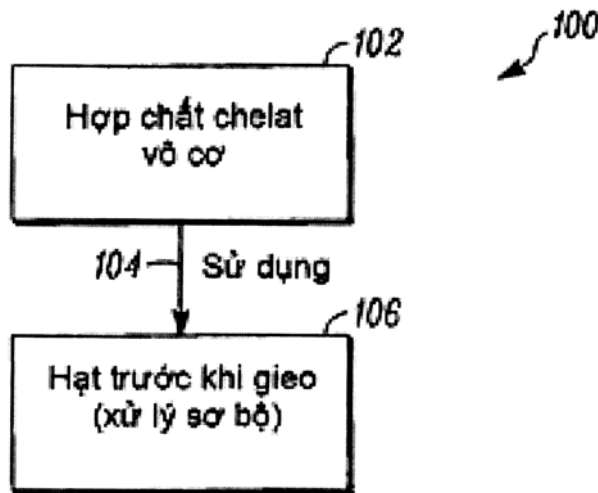 102
100
Hợp chất chelat
vô cơ
104
Sử dụng
106
Hạt trước khi gieo
(xử lý sơ bộ)